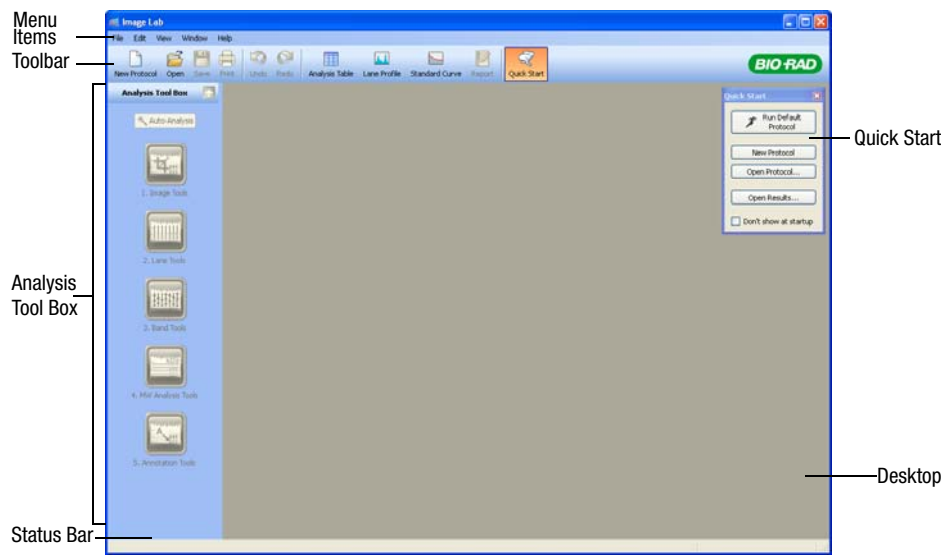 Menu
Items
Toolbar
Analysis
Tool Box
Status Bar
Quick Start
Desktop
Image Lab
File Edit View Window Help
New Protocol Open Save Print Undo Redo Analysis Table Lane Profile Standard Curve Report Quick Start
BIO-RAD
Analysis Tool Box
Auto-Analysis
1. Image Tools
2. Lane Tools
3. Band Tools
4. MW Analysis Tools
5. Annotation Tools
Quick Start
Run Default
Protocol
New Protocol
Open Protocol...
Open Results...
Don't show at startup